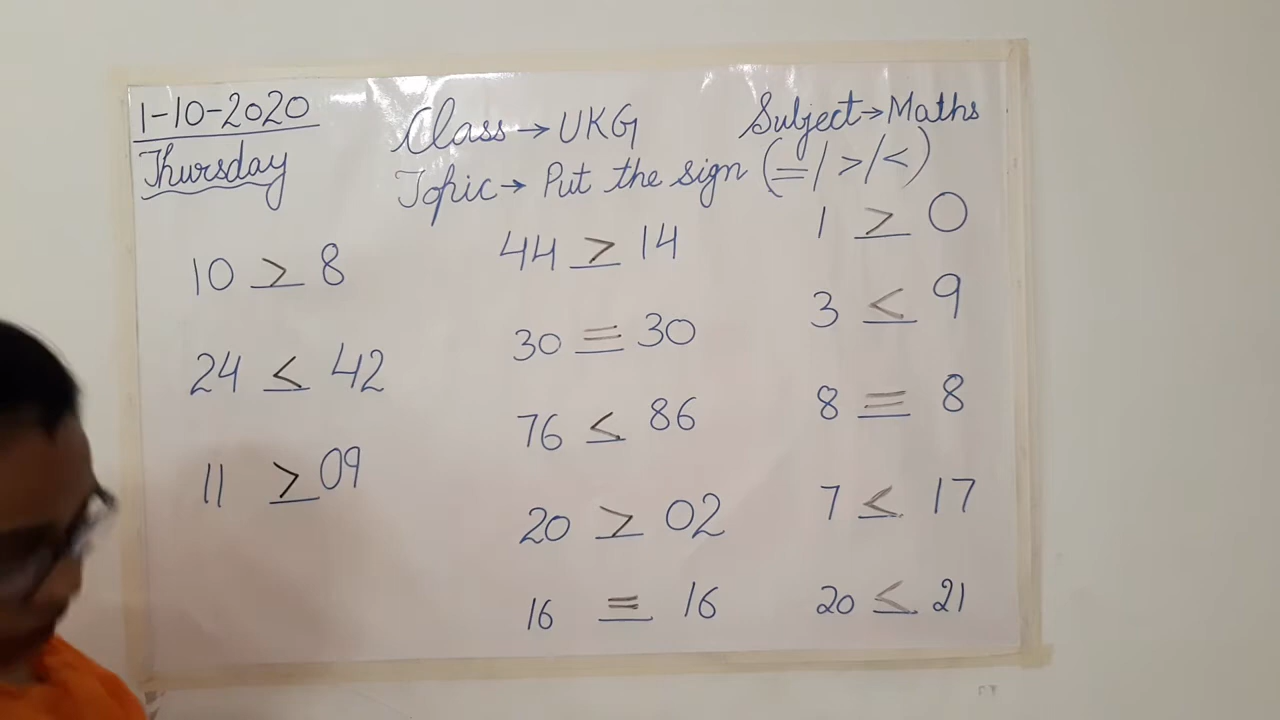 1-10-2020
Thursday
Class → UKG
Subject → Maths
Topic → Put the sign (=/>/<)
10 > 8
24 < 42
11 > 09
44 > 14
30 = 30
76 < 86
20 > 02
16 = 16
1 > 0
3 < 9
8 = 8
7 < 17
20 < 21